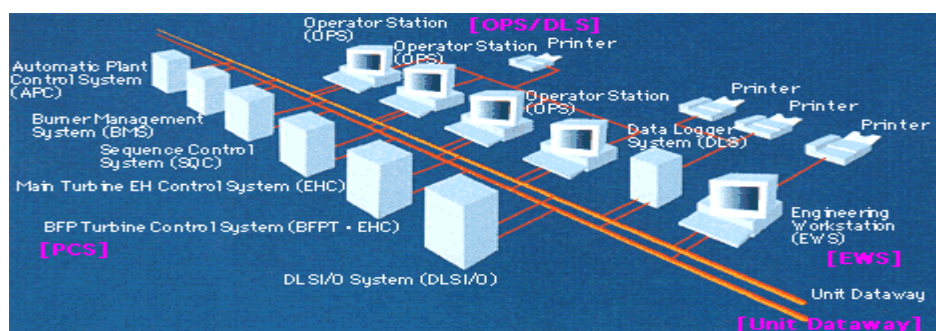 Operator Station
(OPS)
[OPS/DLS]
Operator Station
(OPS)
Printer
Automatic Plant
Control System
(APC)
Operator Station
(OPS)
Printer
Printer
Printer
Burner Management
System (BMS)
Data Logger
System (DLS)
Sequence Control
System (SQC)
Main Turbine EH Control System (EHC)
BFP Turbine Control System (BFPT・EHC)
[PCS]
Engineering
Workstation
(EWS)
[EWS]
DLSI/O System (DLSI/O)
Unit Dataway
[Unit Dataway]